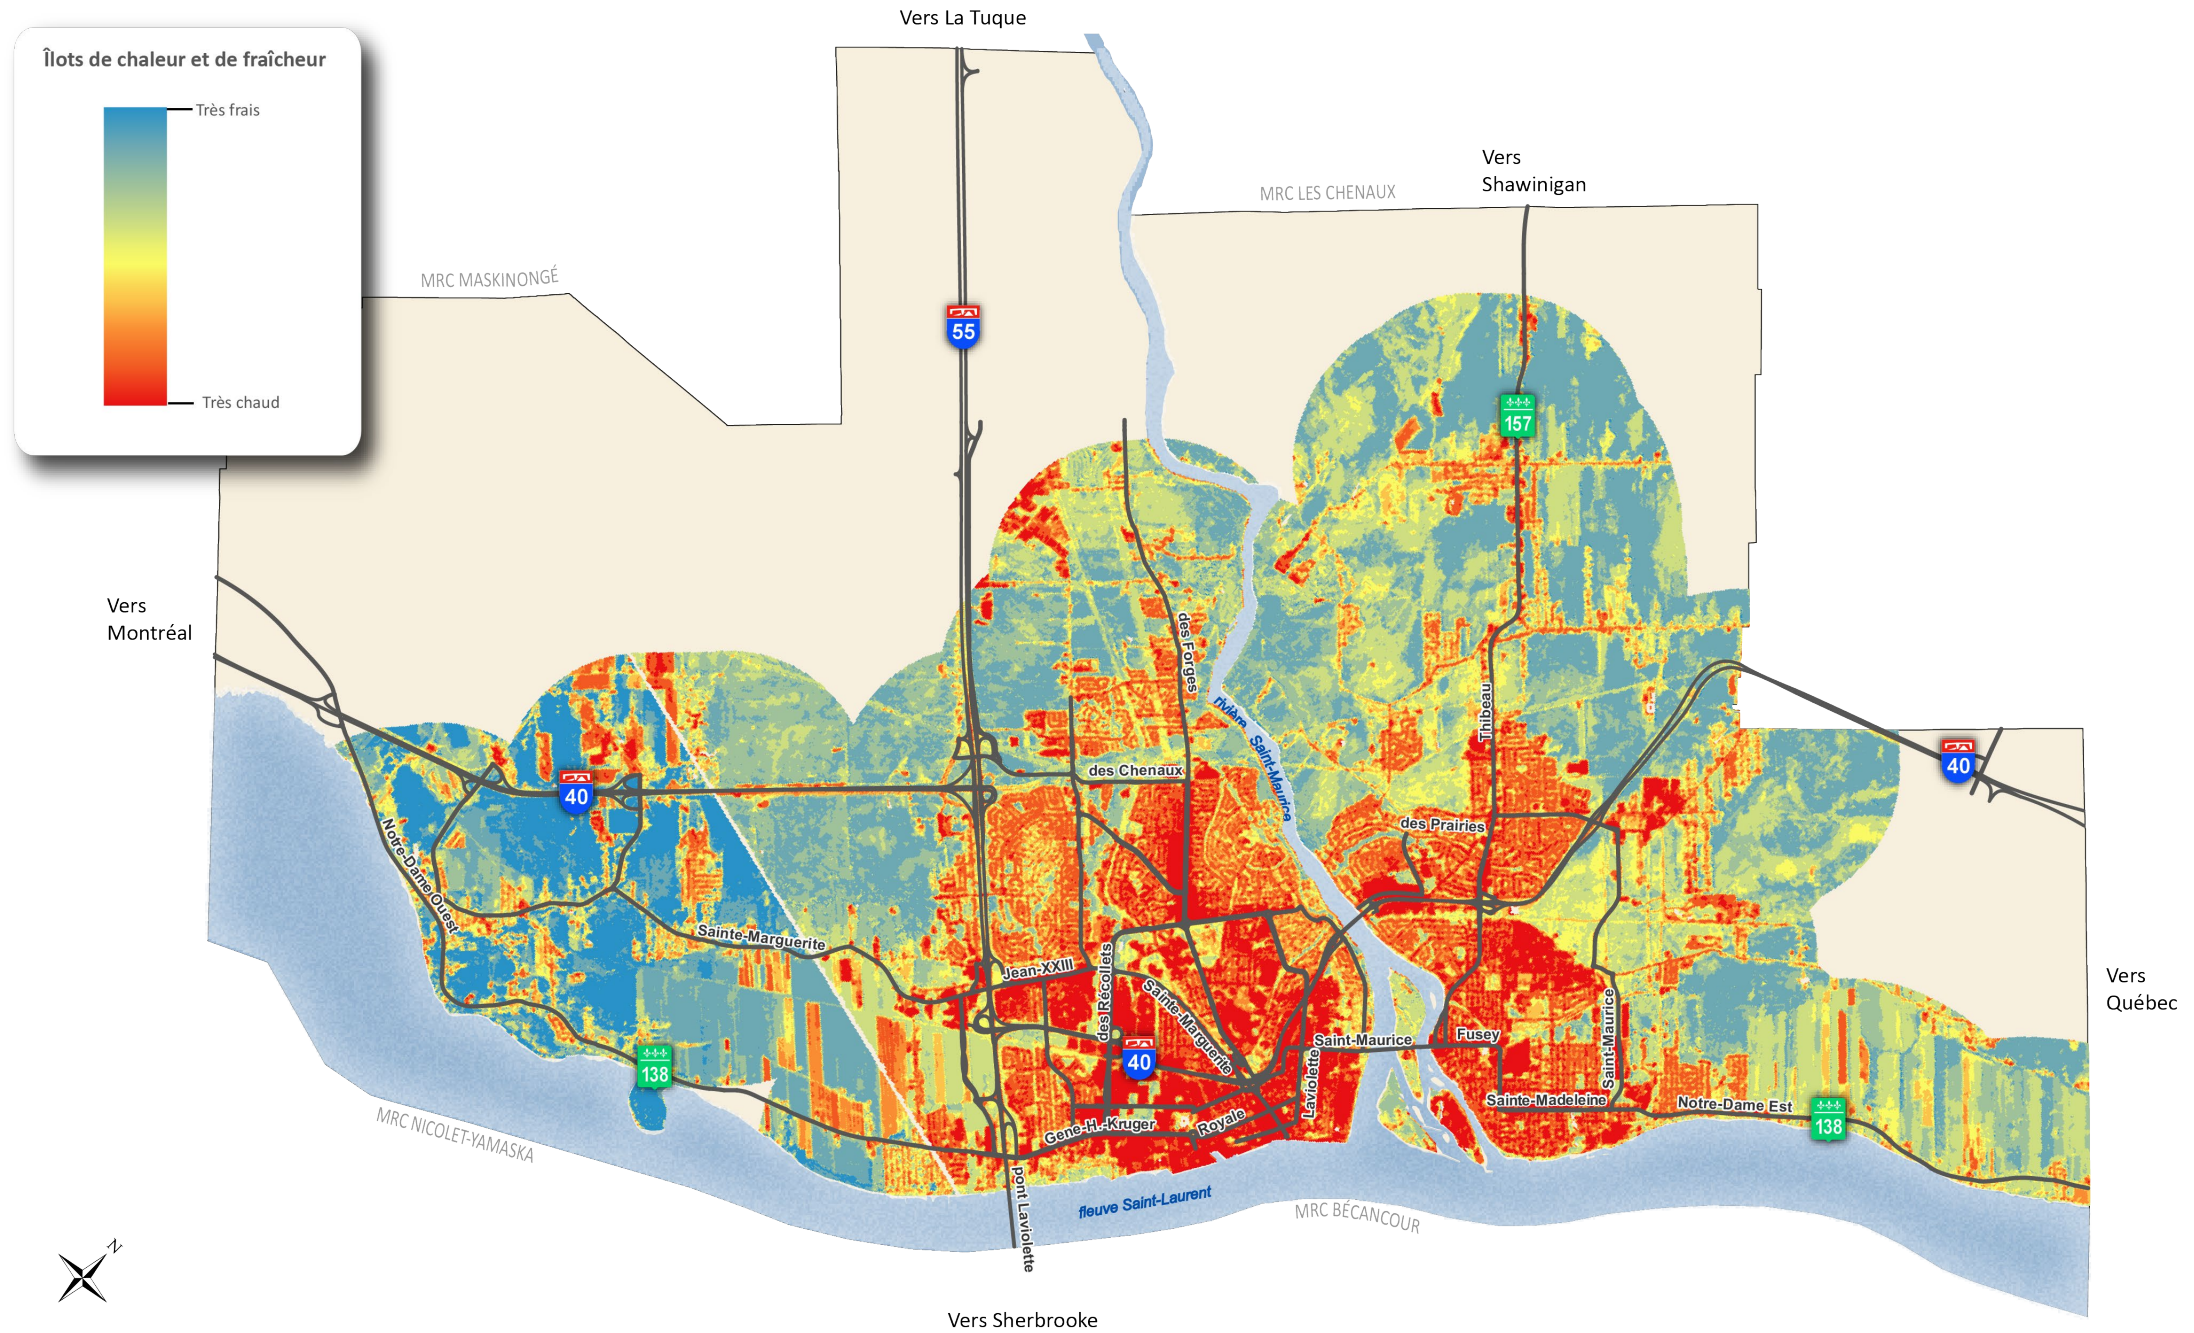 Vers La Tuque
Îlots de chaleur et de fraîcheur
Très frais
Très chaud
Vers
Shawinigan
MRC LES CHENAUX
MRC MASKINONGÉ
55
157
Vers
Montréal
des Forges
rivière
Saint-Maurice
Thibeau
des Chenaux
40
40
des Prairies
Notre-Dame Ouest
Sainte-Marguerite
Jean-XXIII
des Récollets
Sainte-Marguerite
Vers
Québec
Saint-Maurice
Fusey
Saint-Maurice
40
138
Laviolette
Sainte-Madeleine
Notre-Dame Est
138
Gene-H.-Kruger
Royale
MRC NICOLET-YAMASKA
pont Laviolette
fleuve Saint-Laurent
MRC BÉCANCOUR
N
Vers Sherbrooke